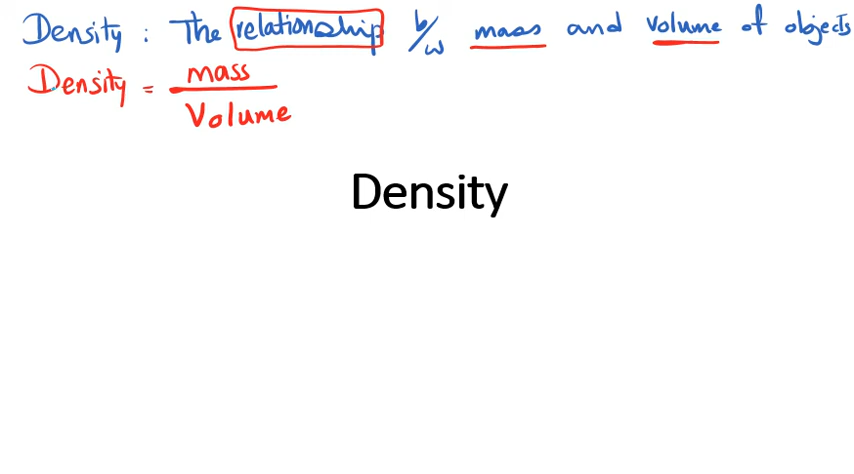 Density : The relationship b/w mass and volume of objects
Density = mass
Volume
Density